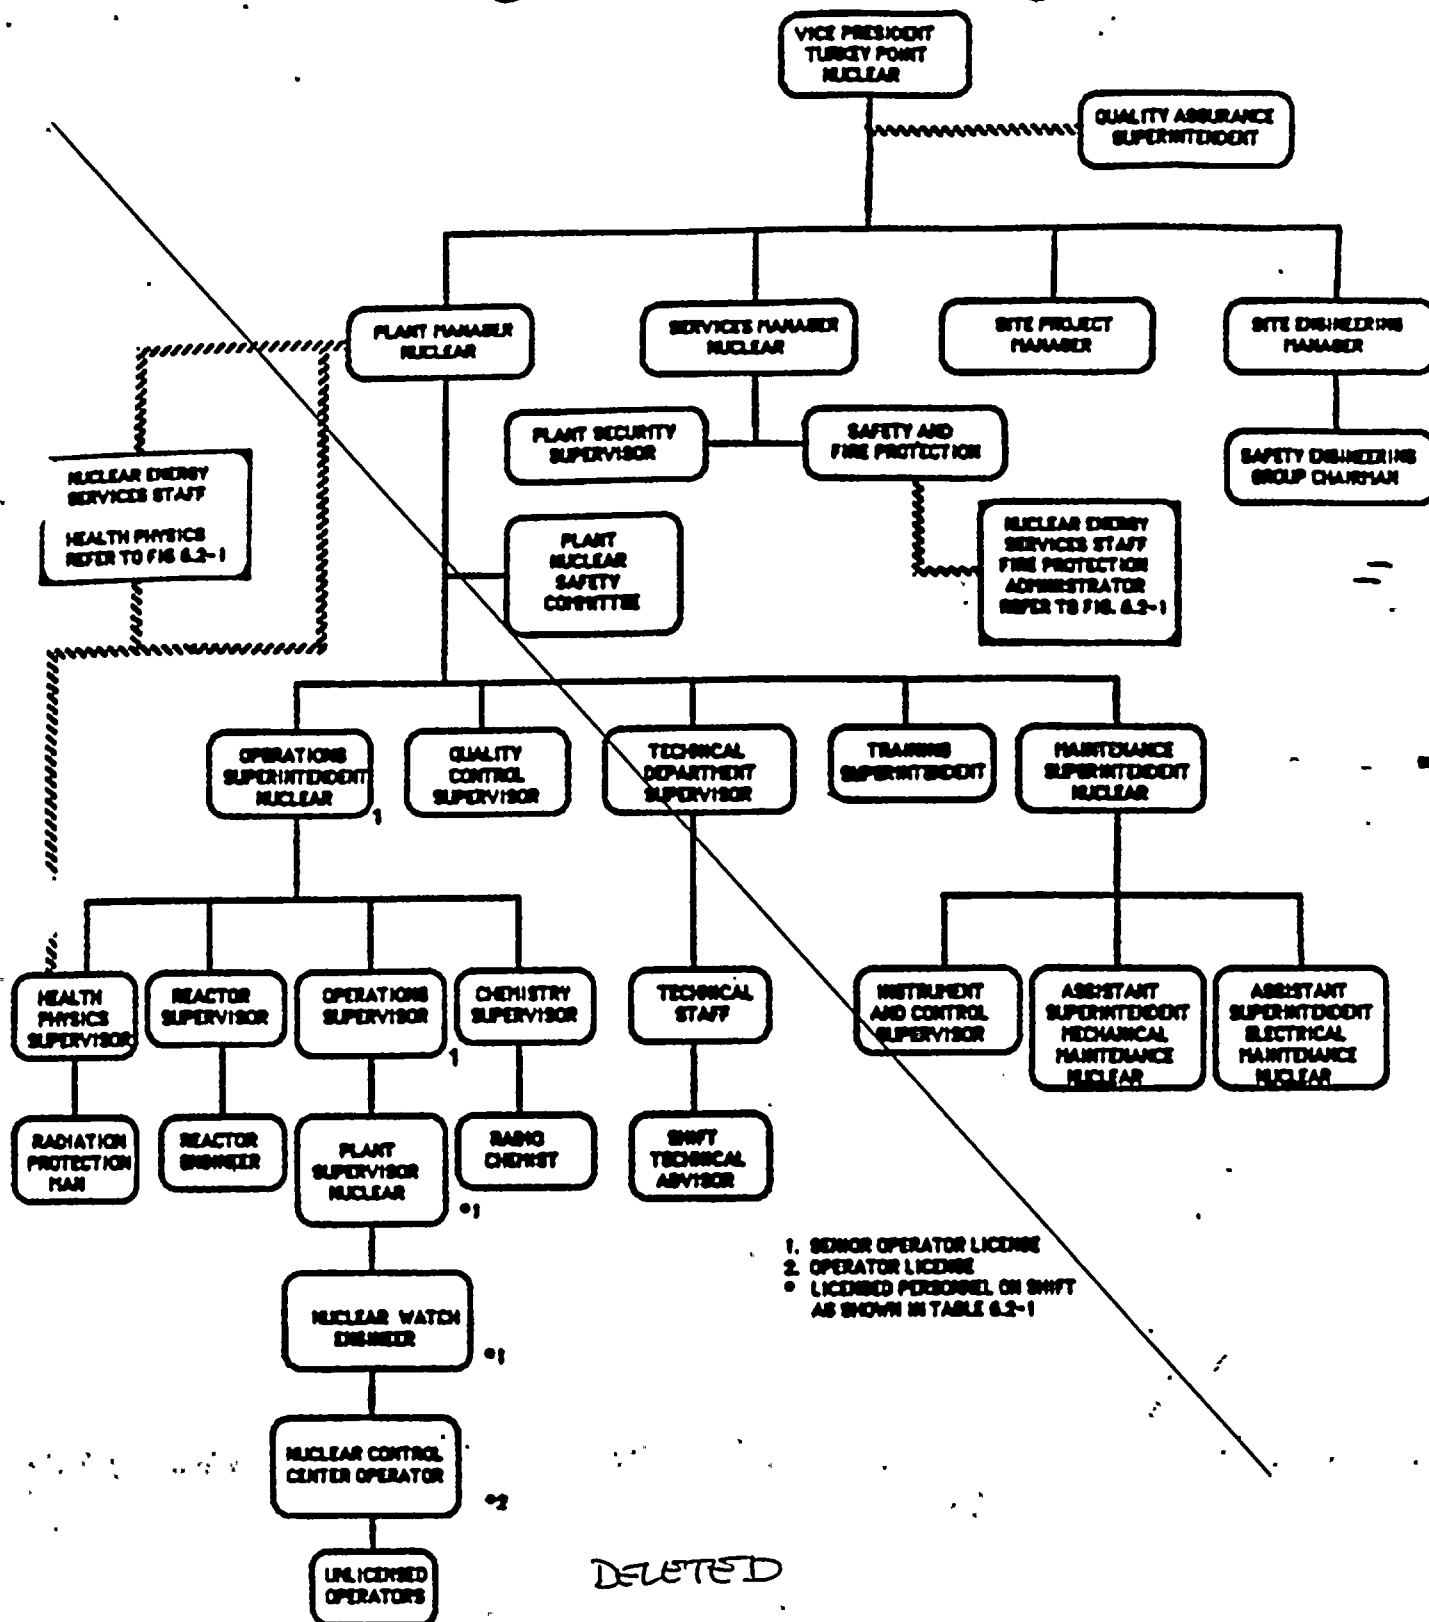 VICE PRESIDENT
TURKEY POINT
NUCLEAR
QUALITY ASSURANCE
SUPERINTENDENT
PLANT MANAGER
NUCLEAR
SERVICES MANAGER
NUCLEAR
SITE PROJECT
MANAGER
SITE ENGINEERING
MANAGER
PLANT SECURITY
SUPERVISOR
SAFETY AND
FIRE PROTECTION
SAFETY ENGINEERING
GROUP CHAIRMAN
NUCLEAR ENERGY
SERVICES STAFF
HEALTH PHYSICS
REFER TO FIG 6.2-1
PLANT
NUCLEAR
SAFETY
COMMITTEE
NUCLEAR ENERGY
SERVICES STAFF
FIRE PROTECTION
ADMINISTRATOR
REFER TO FIG. 6.2-1
OPERATIONS
SUPERINTENDENT
NUCLEAR
1
QUALITY
CONTROL
SUPERVISOR
TECHNICAL
DEPARTMENT
SUPERVISOR
TRAINING
SUPERINTENDENT
MAINTENANCE
SUPERINTENDENT
NUCLEAR
HEALTH
PHYSICS
SUPERVISOR
REACTOR
SUPERVISOR
OPERATIONS
SUPERVISOR
1
CHEMISTRY
SUPERVISOR
TECHNICAL
STAFF
INSTRUMENT
AND CONTROL
SUPERVISOR
ASSISTANT
SUPERINTENDENT
MECHANICAL
MAINTENANCE
NUCLEAR
ASSISTANT
SUPERINTENDENT
ELECTRICAL
MAINTENANCE
NUCLEAR
RADIATION
PROTECTION
MAN
REACTOR
ENGINEER
PLANT
SUPERVISOR
NUCLEAR
*1
RADIO
CHEMIST
SHIFT
TECHNICAL
ADVISOR
1. SENIOR OPERATOR LICENSE
2. OPERATOR LICENSE
* LICENSED PERSONNEL ON SHIFT
AS SHOWN IN TABLE 6.2-1
NUCLEAR WATCH
ENGINEER
*1
NUCLEAR CONTROL
CENTER OPERATOR
*2
UNLICENSED
OPERATORS
DELETED